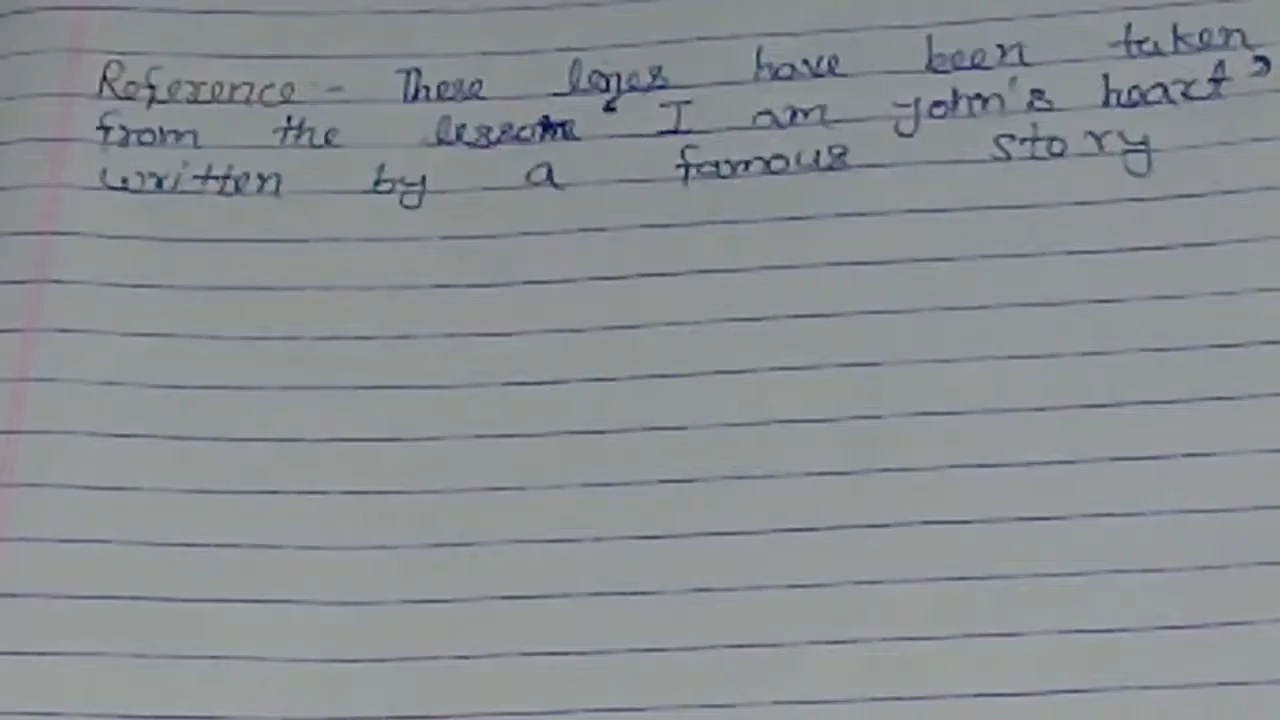 Reference - These lines have been taken
from the lesson "I am John's heart"
written by a famous story